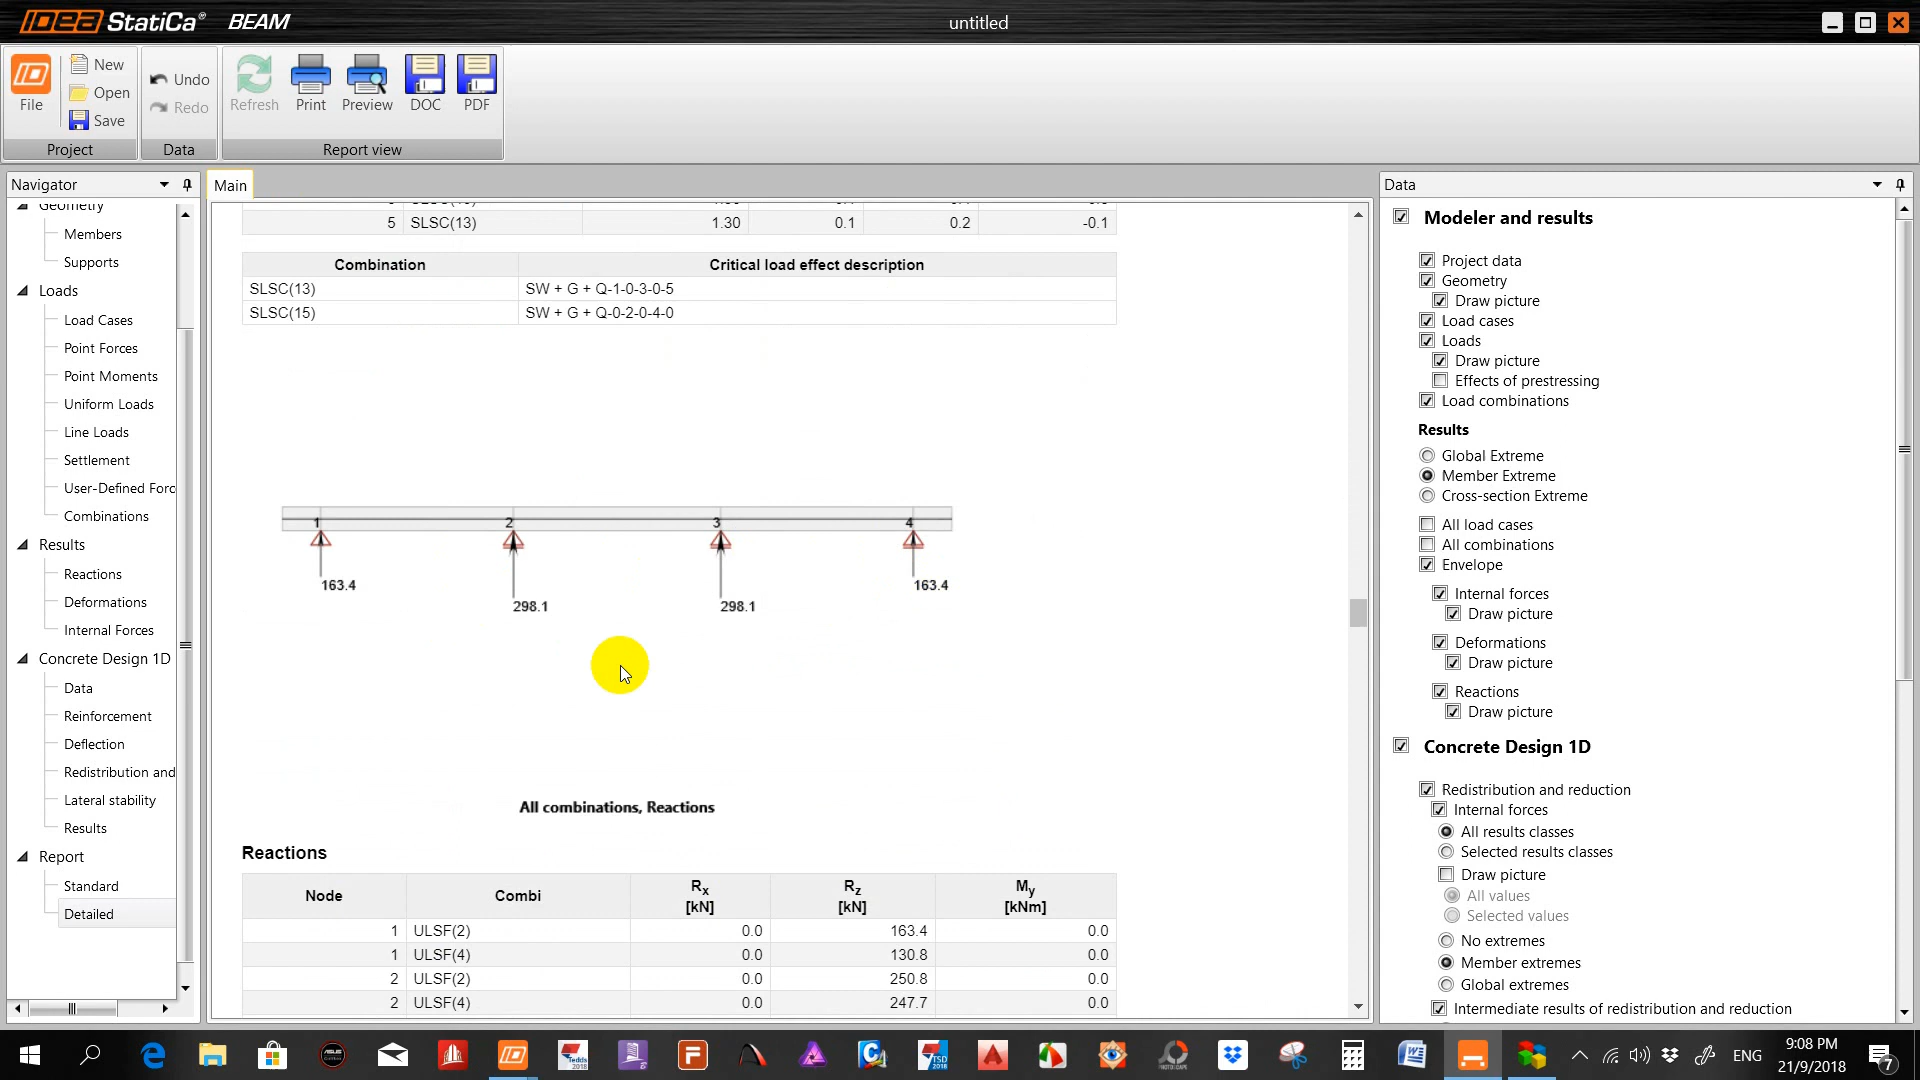 IDEA StatiCa® BEAM
untitled
File
New
Open
Save
Project
Undo
Redo
Data
Refresh
Print
Preview
DOC
PDF
Report view
Navigator
Geometry
Members
Supports
Loads
Load Cases
Point Forces
Point Moments
Uniform Loads
Line Loads
Settlement
User-Defined Forc
Combinations
Results
Reactions
Deformations
Internal Forces
Concrete Design 1D
Data
Reinforcement
Deflection
Redistribution and
Lateral stability
Results
Report
Standard
Detailed
Main
5 SLSC(13) 1.30 0.1 0.2 -0.1
Combination Critical load effect description
SLSC(13) SW + G + Q-1-0-3-0-5
SLSC(15) SW + G + Q-0-2-0-4-0
1 2 3 4
163.4 298.1 298.1 163.4
All combinations, Reactions
Reactions
Node Combi Rx [kN] Rz [kN] My [kNm]
1 ULSF(2) 0.0 163.4 0.0
1 ULSF(4) 0.0 130.8 0.0
2 ULSF(2) 0.0 250.8 0.0
2 ULSF(4) 0.0 247.7 0.0
Data
Modeler and results
Project data
Geometry
Draw picture
Load cases
Loads
Draw picture
Effects of prestressing
Load combinations
Results
Global Extreme
Member Extreme
Cross-section Extreme
All load cases
All combinations
Envelope
Internal forces
Draw picture
Deformations
Draw picture
Reactions
Draw picture
Concrete Design 1D
Redistribution and reduction
Internal forces
All results classes
Selected results classes
Draw picture
All values
Selected values
No extremes
Member extremes
Global extremes
Intermediate results of redistribution and reduction
ENG
9:08 PM
21/9/2018
7